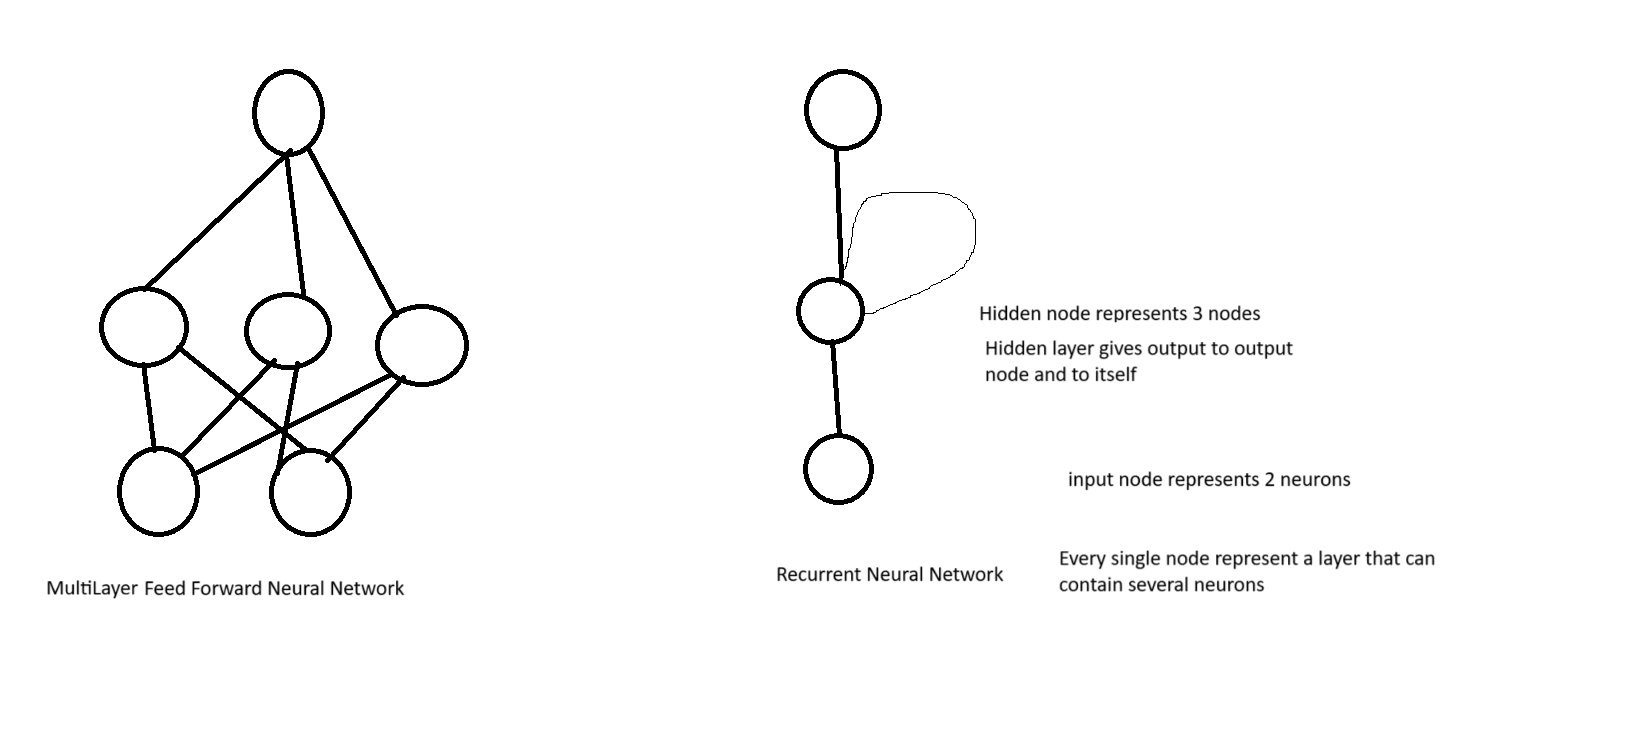 Hidden node represents 3 nodes
Hidden layer gives output to output
node and to itself
input node represents 2 neurons
Every single node represent a layer that can
contain several neurons
Recurrent Neural Network
MultiLayer Feed Forward Neural Network